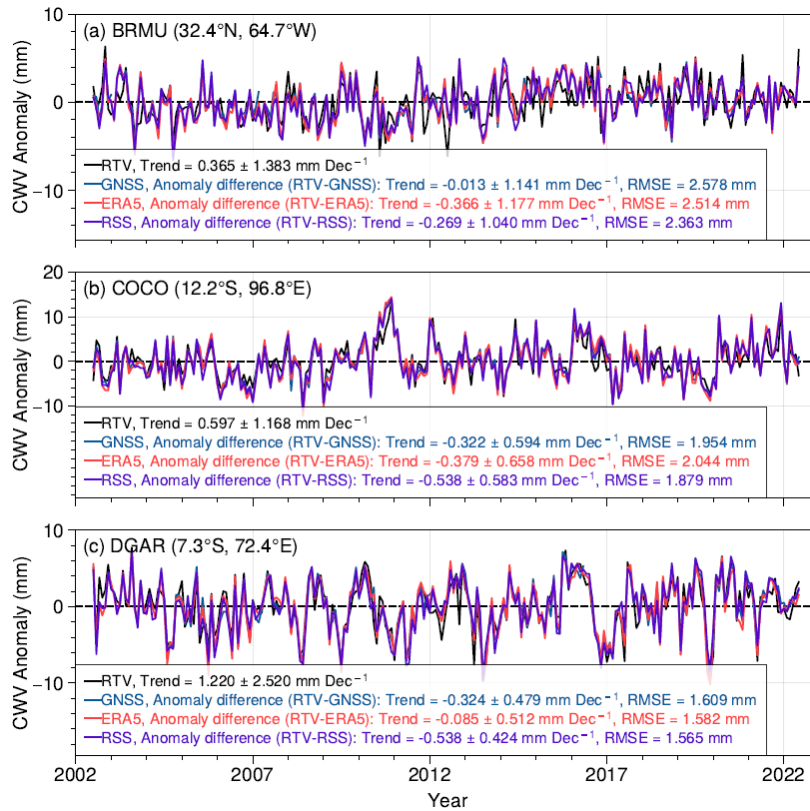 10
(a) BRMU (32.4°N, 64.7°W)
0
−10
CWV Anomaly (mm)
RTV, Trend = 0.365 ± 1.383 mm Dec⁻¹
GNSS, Anomaly difference (RTV-GNSS): Trend = -0.013 ± 1.141 mm Dec⁻¹, RMSE = 2.578 mm
ERA5, Anomaly difference (RTV-ERA5): Trend = -0.366 ± 1.177 mm Dec⁻¹, RMSE = 2.514 mm
RSS, Anomaly difference (RTV-RSS): Trend = -0.269 ± 1.040 mm Dec⁻¹, RMSE = 2.363 mm
20
(b) COCO (12.2°S, 96.8°E)
10
0
−10
CWV Anomaly (mm)
RTV, Trend = 0.597 ± 1.168 mm Dec⁻¹
GNSS, Anomaly difference (RTV-GNSS): Trend = -0.322 ± 0.594 mm Dec⁻¹, RMSE = 1.954 mm
ERA5, Anomaly difference (RTV-ERA5): Trend = -0.379 ± 0.658 mm Dec⁻¹, RMSE = 2.044 mm
RSS, Anomaly difference (RTV-RSS): Trend = -0.538 ± 0.583 mm Dec⁻¹, RMSE = 1.879 mm
10
(c) DGAR (7.3°S, 72.4°E)
0
−10
CWV Anomaly (mm)
RTV, Trend = 1.220 ± 2.520 mm Dec⁻¹
GNSS, Anomaly difference (RTV-GNSS): Trend = -0.324 ± 0.479 mm Dec⁻¹, RMSE = 1.609 mm
ERA5, Anomaly difference (RTV-ERA5): Trend = -0.085 ± 0.512 mm Dec⁻¹, RMSE = 1.582 mm
RSS, Anomaly difference (RTV-RSS): Trend = -0.538 ± 0.424 mm Dec⁻¹, RMSE = 1.565 mm
2002 2007 2012 2017 2022
Year